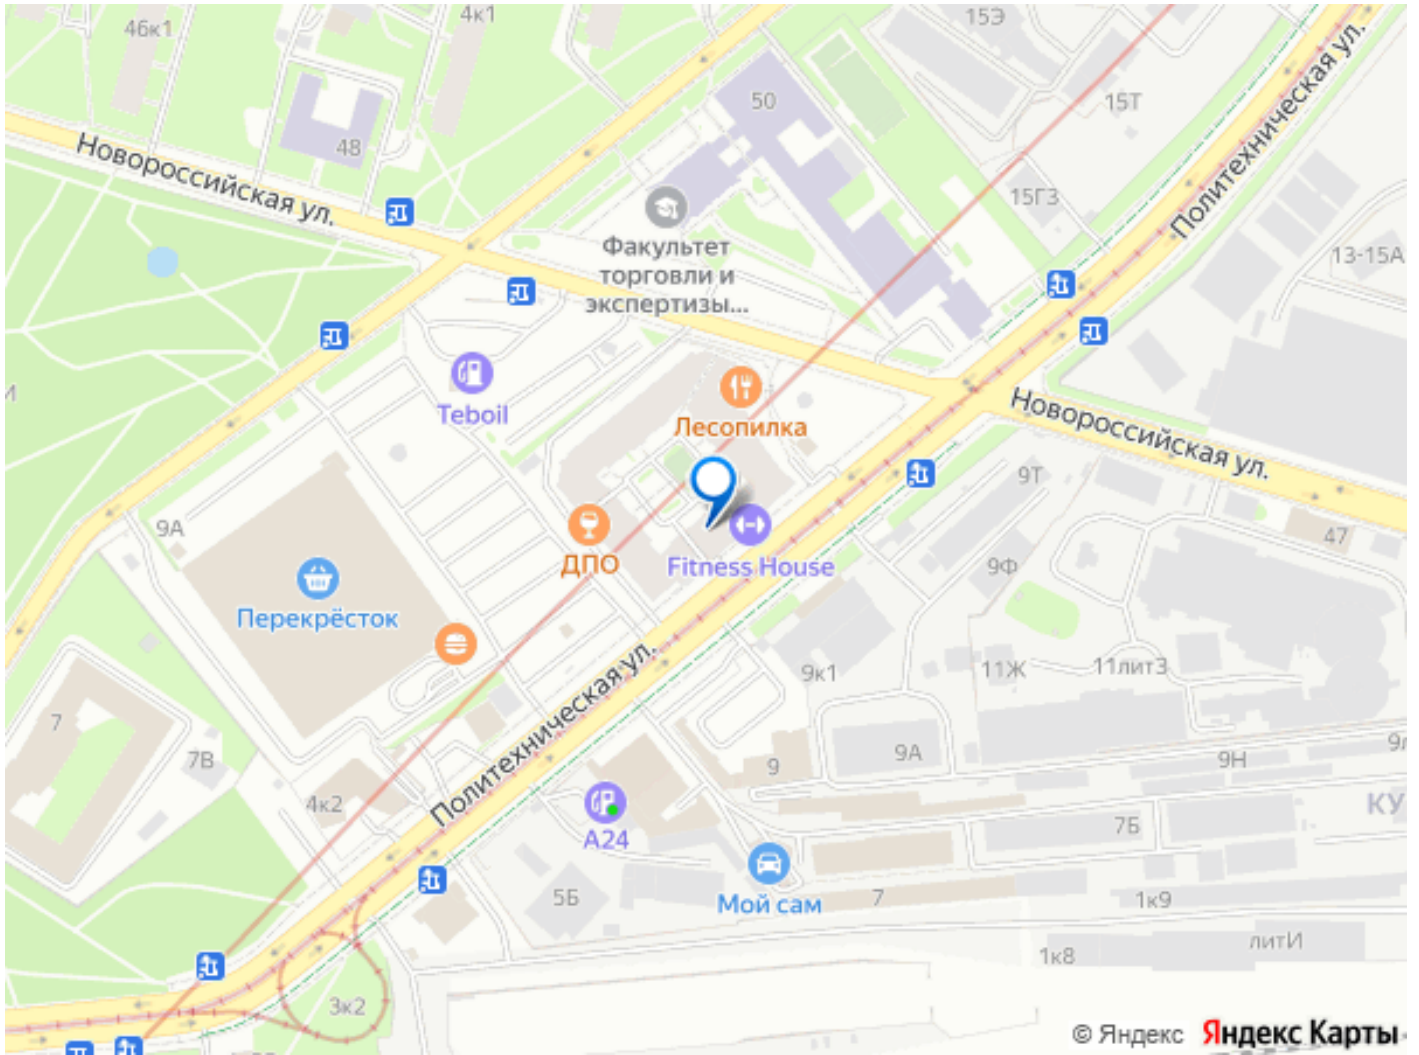 46к1
4к1
15Э
Политехническая ул.
50
15Т
Новороссийская ул.
48
15Г3
Факультет
торговли и
экспертизы...
13-15А
И
Teboil
Лесопилка
Новороссийская ул.
9Т
9А
47
ДПО
Fitness House
9Ф
Перекрёсток
Политехническая ул.
9к1
11Ж
11лит3
7
7В
9
9А
9Н
4к2
А24
7Б
КУ
5Б
Мой сам
7
1к9
литИ
1к8
3к2
© Яндекс Яндекс Карты